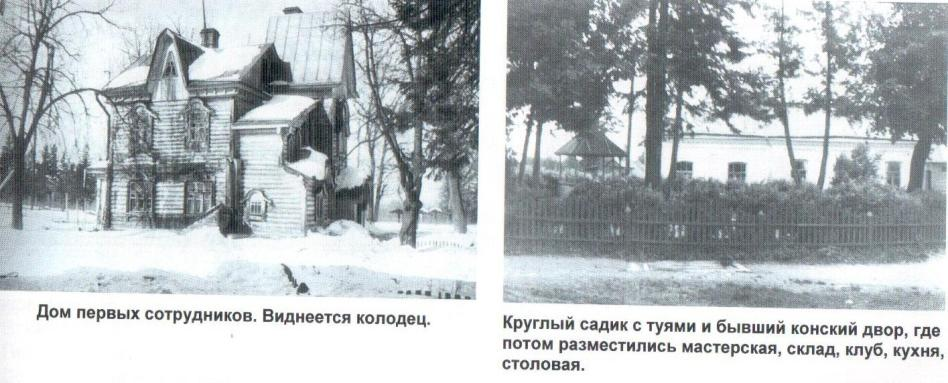 Дом первых сотрудников. Виднеется колодец.
Круглый садик с туями и бывший конский двор, где
потом разместились мастерская, склад, клуб, кухня,
столовая.